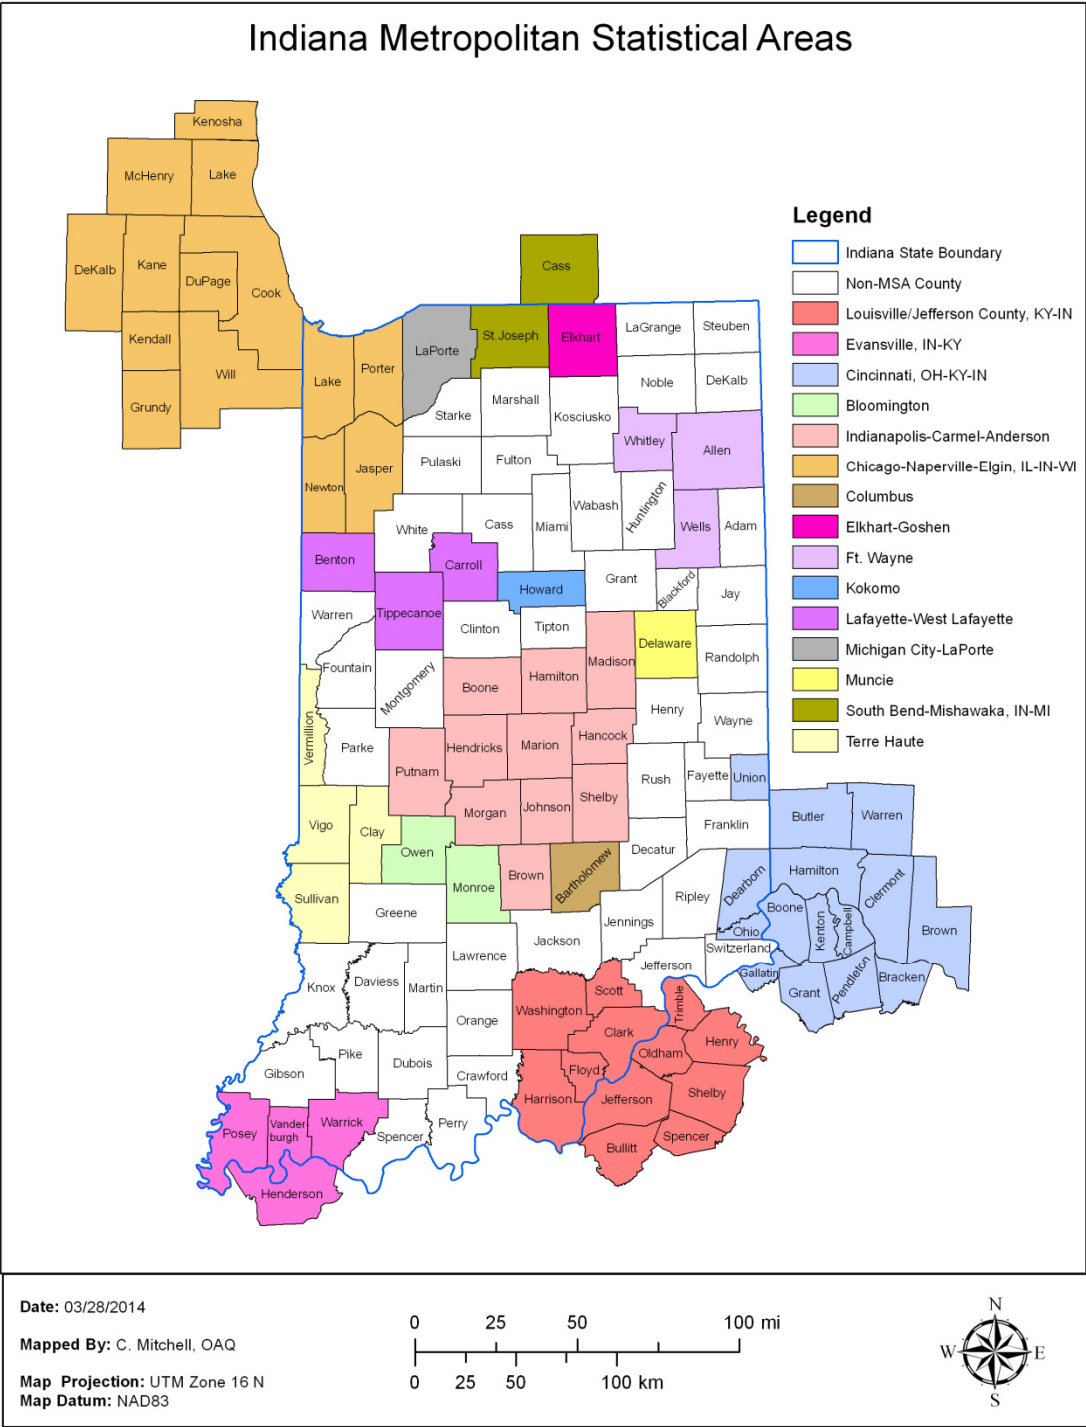 Indiana Metropolitan Statistical Areas
Kenosha
McHenry
Lake
DeKalb
Kane
DuPage
Cook
Kendall
Will
Grundy
Cass
Lake
Porter
LaPorte
St.Joseph
Elkhart
LaGrange
Steuben
Noble
DeKalb
Starke
Marshall
Kosciusko
Whitley
Allen
Newton
Jasper
Pulaski
Fulton
White
Cass
Miami
Wabash
Huntington
Wells
Adam
Benton
Carroll
Howard
Grant
Blackford
Jay
Warren
Tippecanoe
Clinton
Tipton
Madison
Delaware
Randolph
Fountain
Montgomery
Boone
Hamilton
Henry
Wayne
Vermillion
Parke
Putnam
Hendricks
Marion
Hancock
Rush
Fayette
Union
Vigo
Clay
Owen
Morgan
Johnson
Shelby
Franklin
Butler
Warren
Sullivan
Greene
Monroe
Brown
Bartholomew
Decatur
Ripley
Dearborn
Hamilton
Clermont
Brown
Jennings
Ohio
Boone
Kenton
Campbell
Switzerland
Gallatin
Grant
Pendleton
Bracken
Knox
Daviess
Martin
Lawrence
Jackson
Jefferson
Orange
Washington
Scott
Clark
Trimble
Henry
Oldham
Gibson
Pike
Dubois
Crawford
Harrison
Floyd
Jefferson
Shelby
Bullitt
Spencer
Posey
Vander-
burgh
Warrick
Spencer
Perry
Henderson
Legend
Indiana State Boundary
Non-MSA County
Louisville/Jefferson County, KY-IN
Evansville, IN-KY
Cincinnati, OH-KY-IN
Bloomington
Indianapolis-Carmel-Anderson
Chicago-Naperville-Elgin, IL-IN-WI
Columbus
Elkhart-Goshen
Ft. Wayne
Kokomo
Lafayette-West Lafayette
Michigan City-LaPorte
Muncie
South Bend-Mishawaka, IN-MI
Terre Haute
Date: 03/28/2014
Mapped By: C. Mitchell, OAQ
Map Projection: UTM Zone 16 N
Map Datum: NAD83
0 25 50 100 mi
0 25 50 100 km
N
W E
S